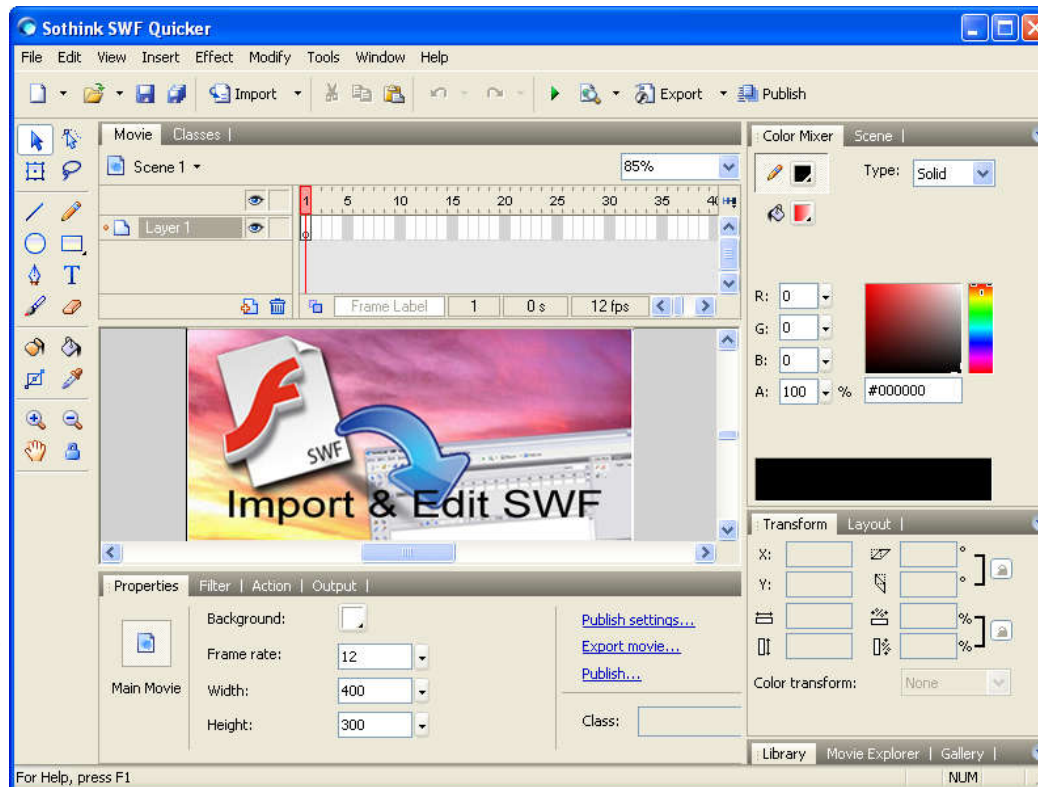 Sothink SWF Quicker
File Edit View Insert Effect Modify Tools Window Help
Import Export Publish
Movie Classes
Scene 1 85%
1 5 10 15 20 25 30 35 4
Layer 1
Frame Label 1 0 s 12 fps
SWF
Import & Edit SWF
Properties Filter Action Output
Background:
Frame rate: 12
Main Movie
Width: 400
Height: 300
Publish settings...
Export movie...
Publish...
Class:
Color Mixer Scene
Type: Solid
R: 0
G: 0
B: 0
A: 100 % #000000
Transform Layout
X: °
Y: °
%
%
Color transform: None
Library Movie Explorer Gallery
For Help, press F1 NUM